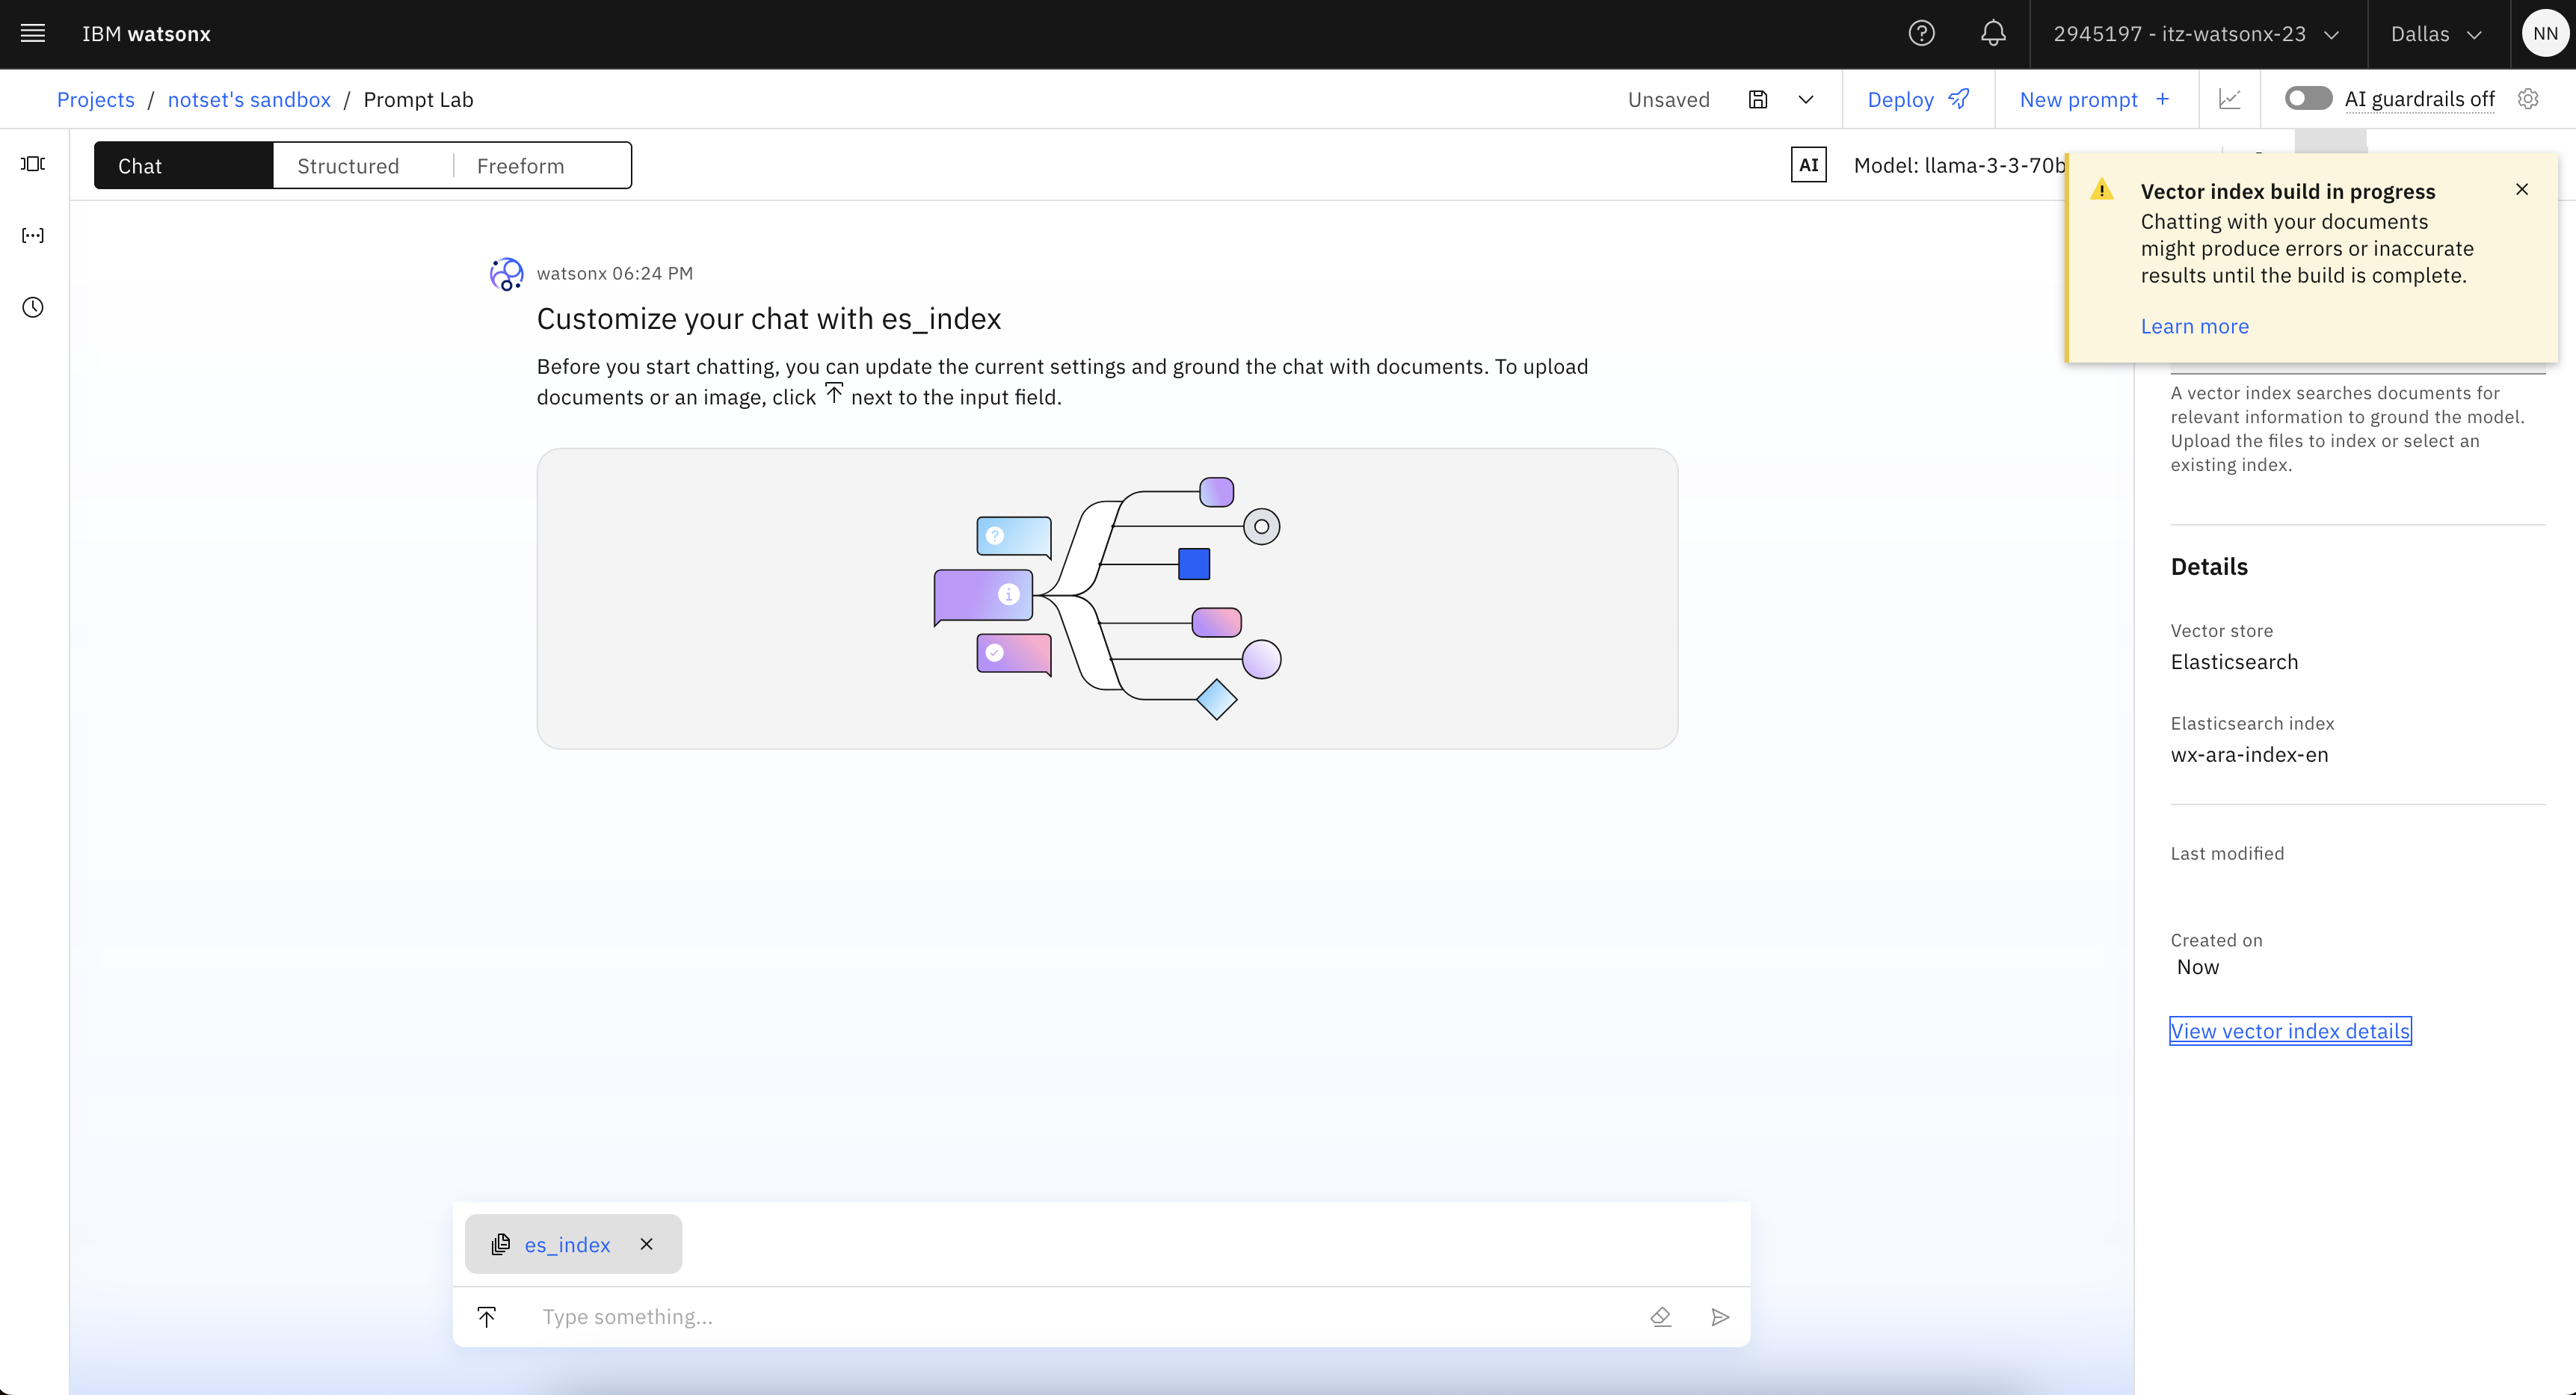 IBM watsonx
2945197 - itz-watsonx-23
Dallas
NN
Projects / notset's sandbox / Prompt Lab
Unsaved
Deploy
New prompt +
AI guardrails off
Chat
Structured
Freeform
AI
Model: llama-3-3-70b
Vector index build in progress
Chatting with your documents
might produce errors or inaccurate
results until the build is complete.
Learn more
watsonx 06:24 PM
Customize your chat with es_index
Before you start chatting, you can update the current settings and ground the chat with documents. To upload
documents or an image, click next to the input field.
A vector index searches documents for
relevant information to ground the model.
Upload the files to index or select an
existing index.
Details
Vector store
Elasticsearch
Elasticsearch index
wx-ara-index-en
Last modified
Created on
Now
View vector index details
es_index
Type something...